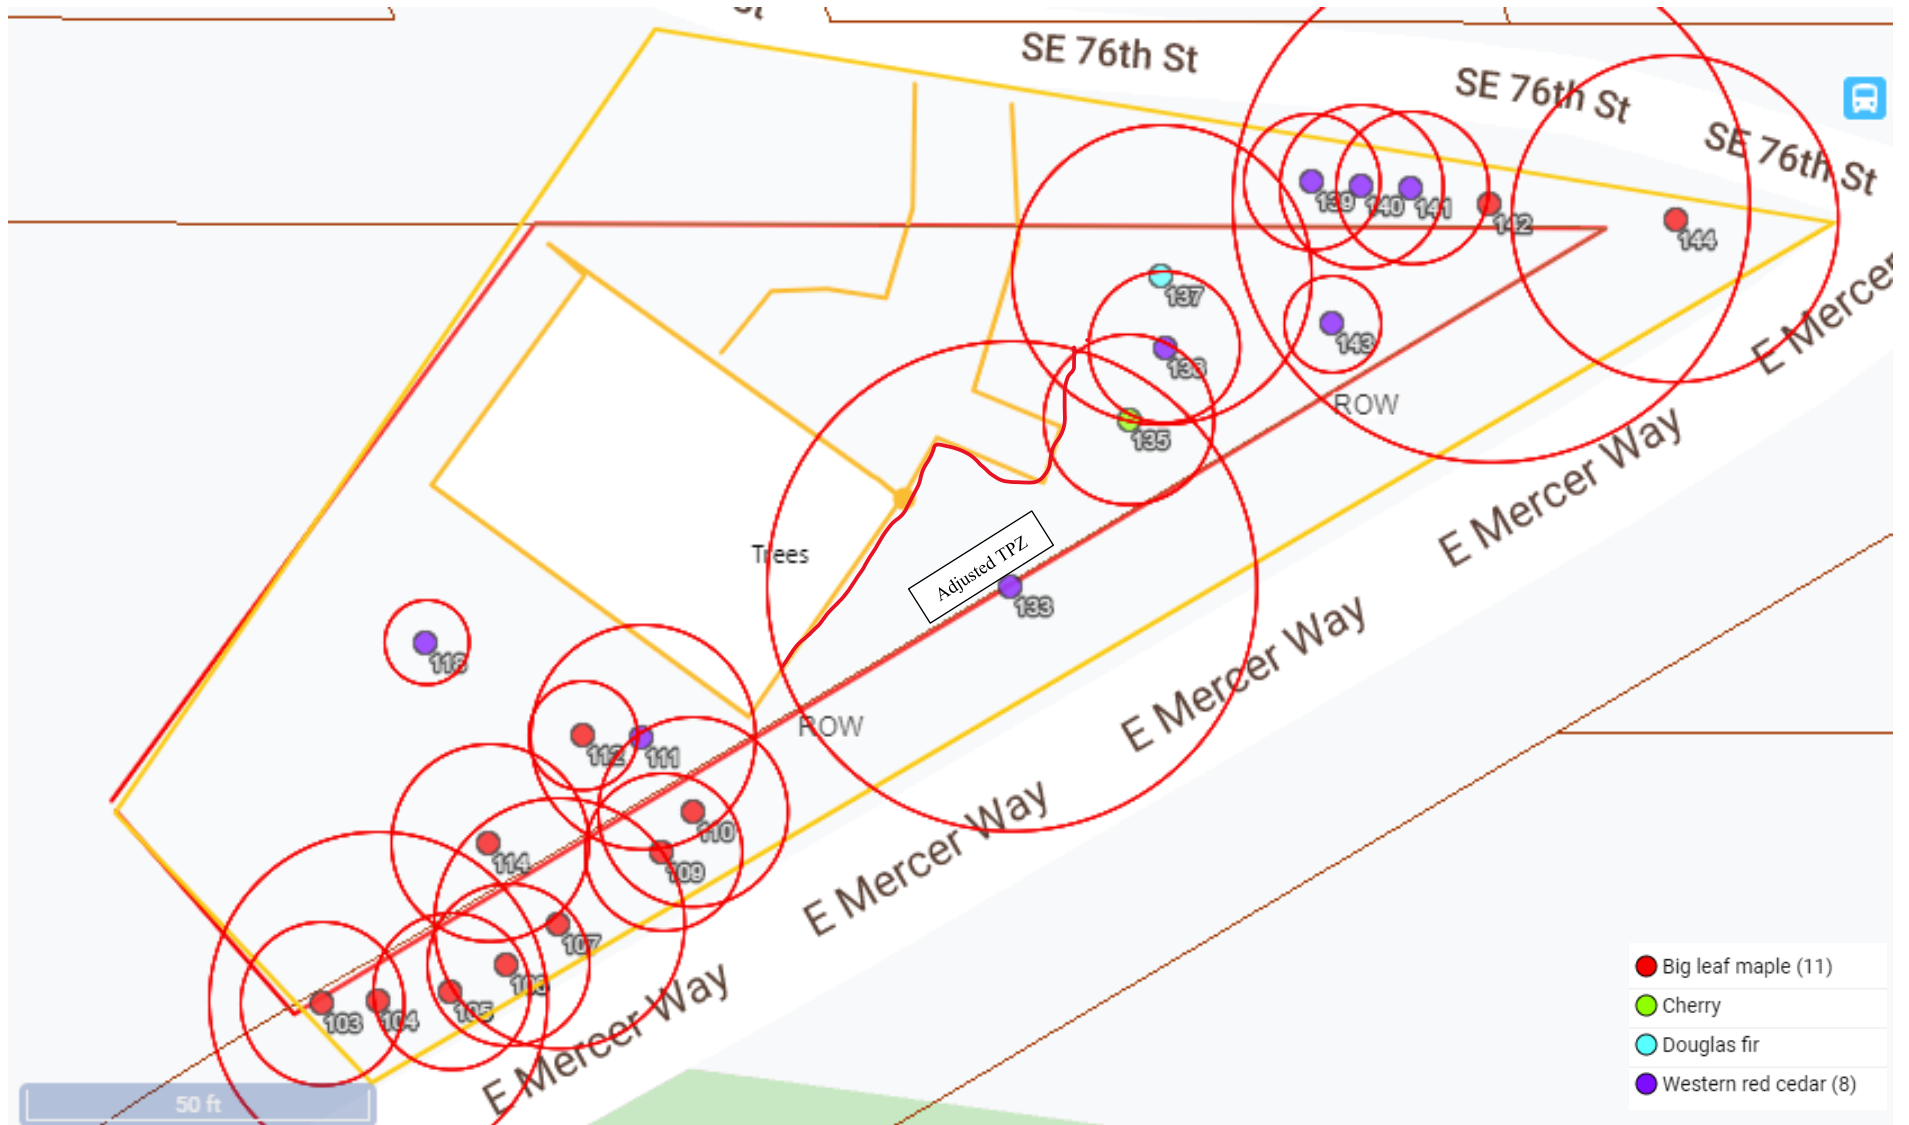 St
SE 76th St
SE 76th St
SE 76th St
139
140
141
142
144
137
E Mercer
143
138
ROW
135
E Mercer Way
Trees
Adjusted TPZ
133
E Mercer Way
118
ROW
112
111
110
E Mercer Way
114
109
107
106
105
103
104
E Mercer Way
50 ft
Big leaf maple (11)
Cherry
Douglas fir
Western red cedar (8)